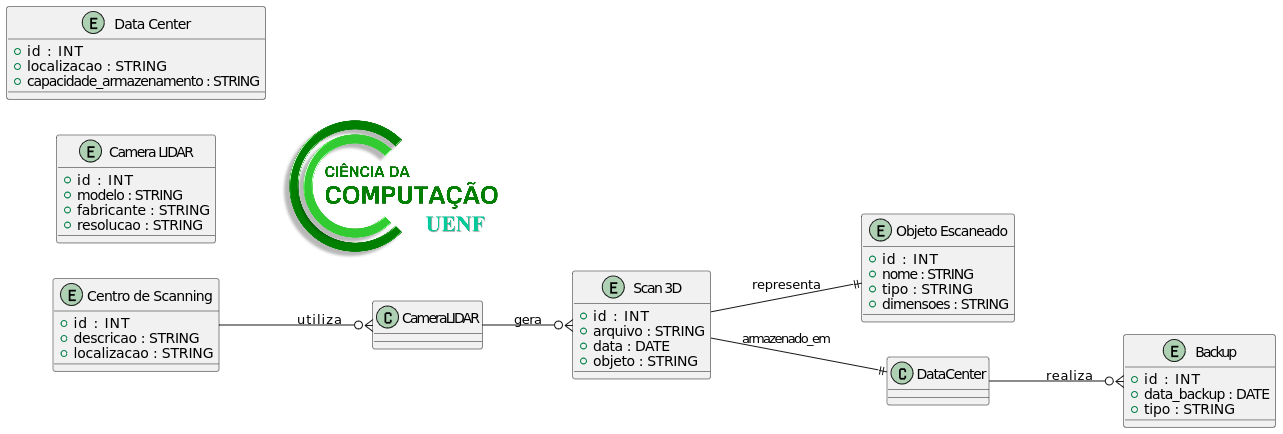 E Data Center
id : INT
localizacao : STRING
capacidade_armazenamento : STRING
E Camera LIDAR
id : INT
modelo : STRING
fabricante : STRING
resolucao : STRING
CIÊNCIA DA
COMPUTAÇÃO
UENF
E Centro de Scanning
id : INT
descricao : STRING
localizacao : STRING
utiliza
C CameraLIDAR
gera
E Scan 3D
id : INT
arquivo : STRING
data : DATE
objeto : STRING
representa
E Objeto Escaneado
id : INT
nome : STRING
tipo : STRING
dimensoes : STRING
armazenado_em
C DataCenter
realiza
E Backup
id : INT
data_backup : DATE
tipo : STRING